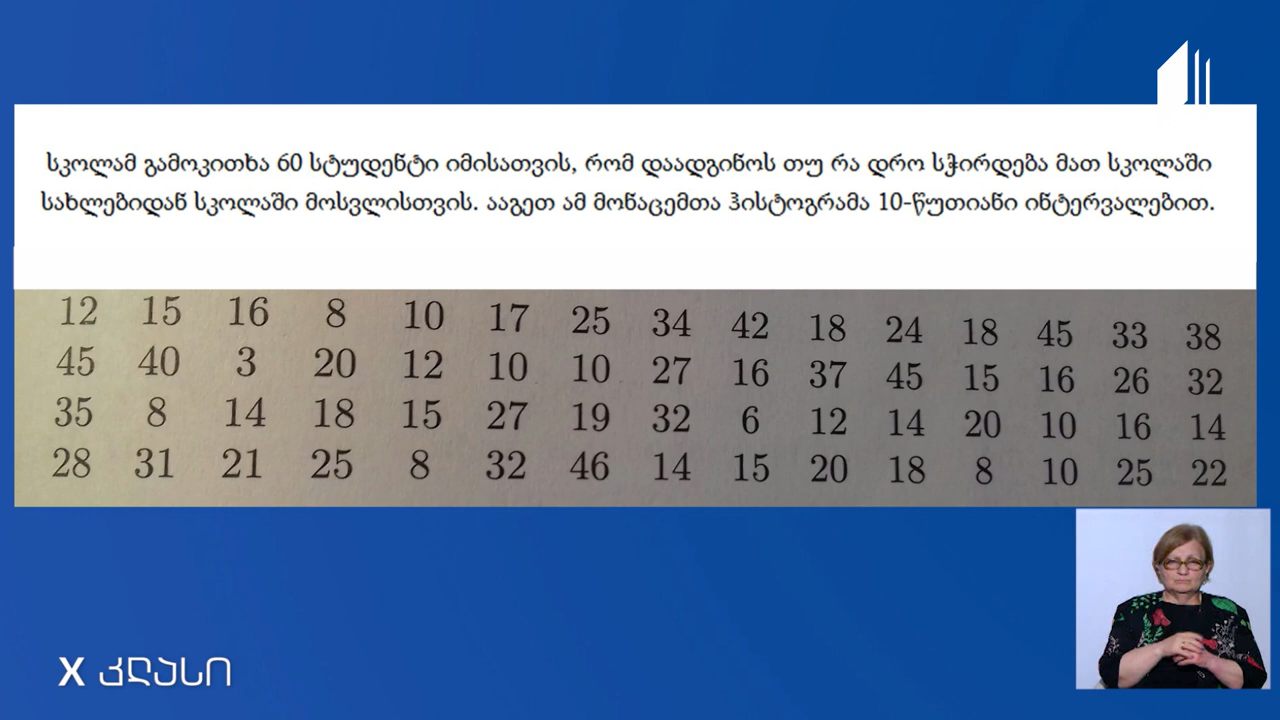 სკოლამ გამოკითხა 60 სტუდენტი იმისათვის, რომ დაადგინოს თუ რა დრო სჭირდება მათ სკოლაში
სახლებიდან სკოლაში მოსვლისთვის. ააგეთ ამ მონაცემთა ჰისტოგრამა 10-წუთიანი ინტერვალებით.
12 15 16 8 10 17 25 34 42 18 24 18 45 33 38
45 40 3 20 12 10 10 27 16 37 45 15 16 26 32
35 8 14 18 15 27 19 32 6 12 14 20 10 16 14
28 31 21 25 8 32 46 14 15 20 18 8 10 25 22
X კლასი